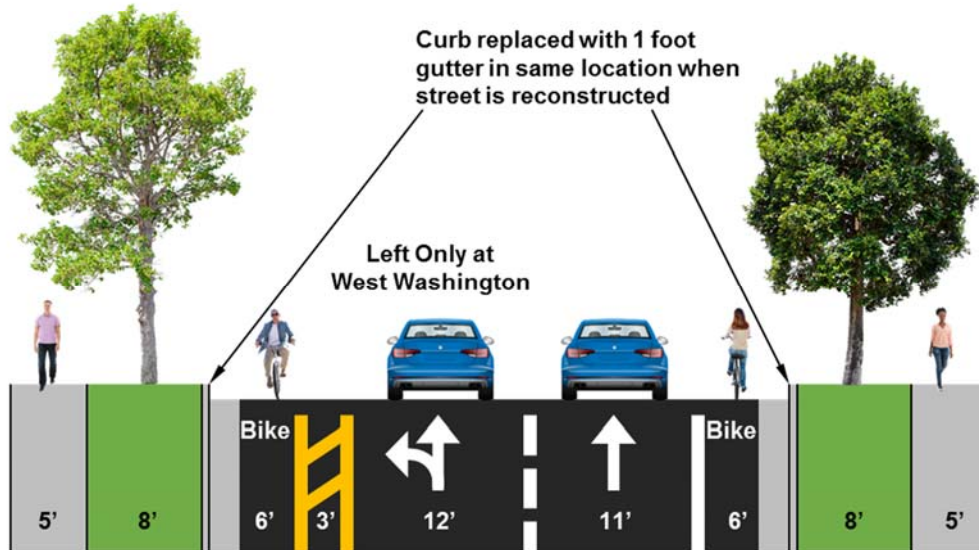 Curb replaced with 1 foot
gutter in same location when
street is reconstructed
Left Only at
West Washington
Bike
Bike
5’
8’
6’
3’
12’
11’
6’
8’
5’